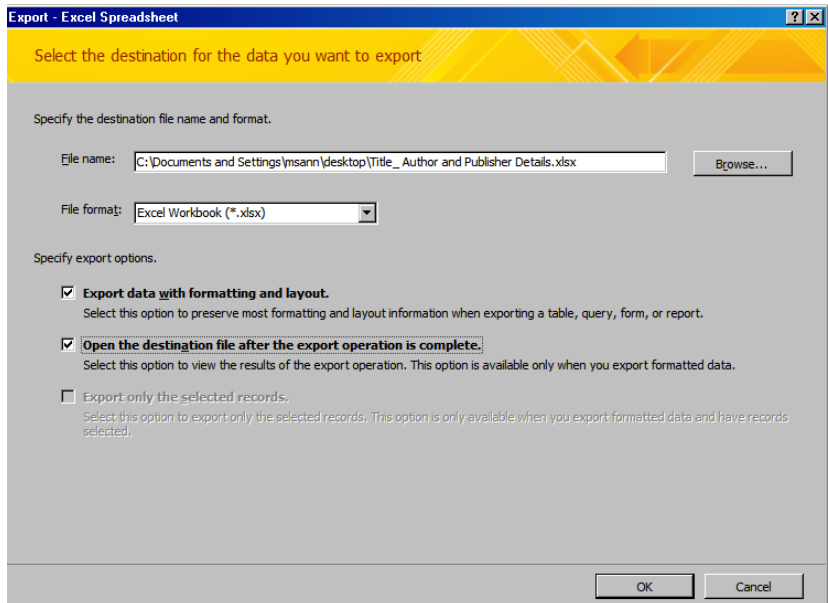 Export - Excel Spreadsheet
Select the destination for the data you want to export
Specify the destination file name and format.
File name: C:\Documents and Settings\msann\desktop\Title_ Author and Publisher Details.xlsx Browse...
File format: Excel Workbook (*.xlsx)
Specify export options.
Export data with formatting and layout.
Select this option to preserve most formatting and layout information when exporting a table, query, form, or report.
Open the destination file after the export operation is complete.
Select this option to view the results of the export operation. This option is available only when you export formatted data.
Export only the selected records.
Select this option to export only the selected records. This option is only available when you export formatted data and have records
selected.
OK Cancel